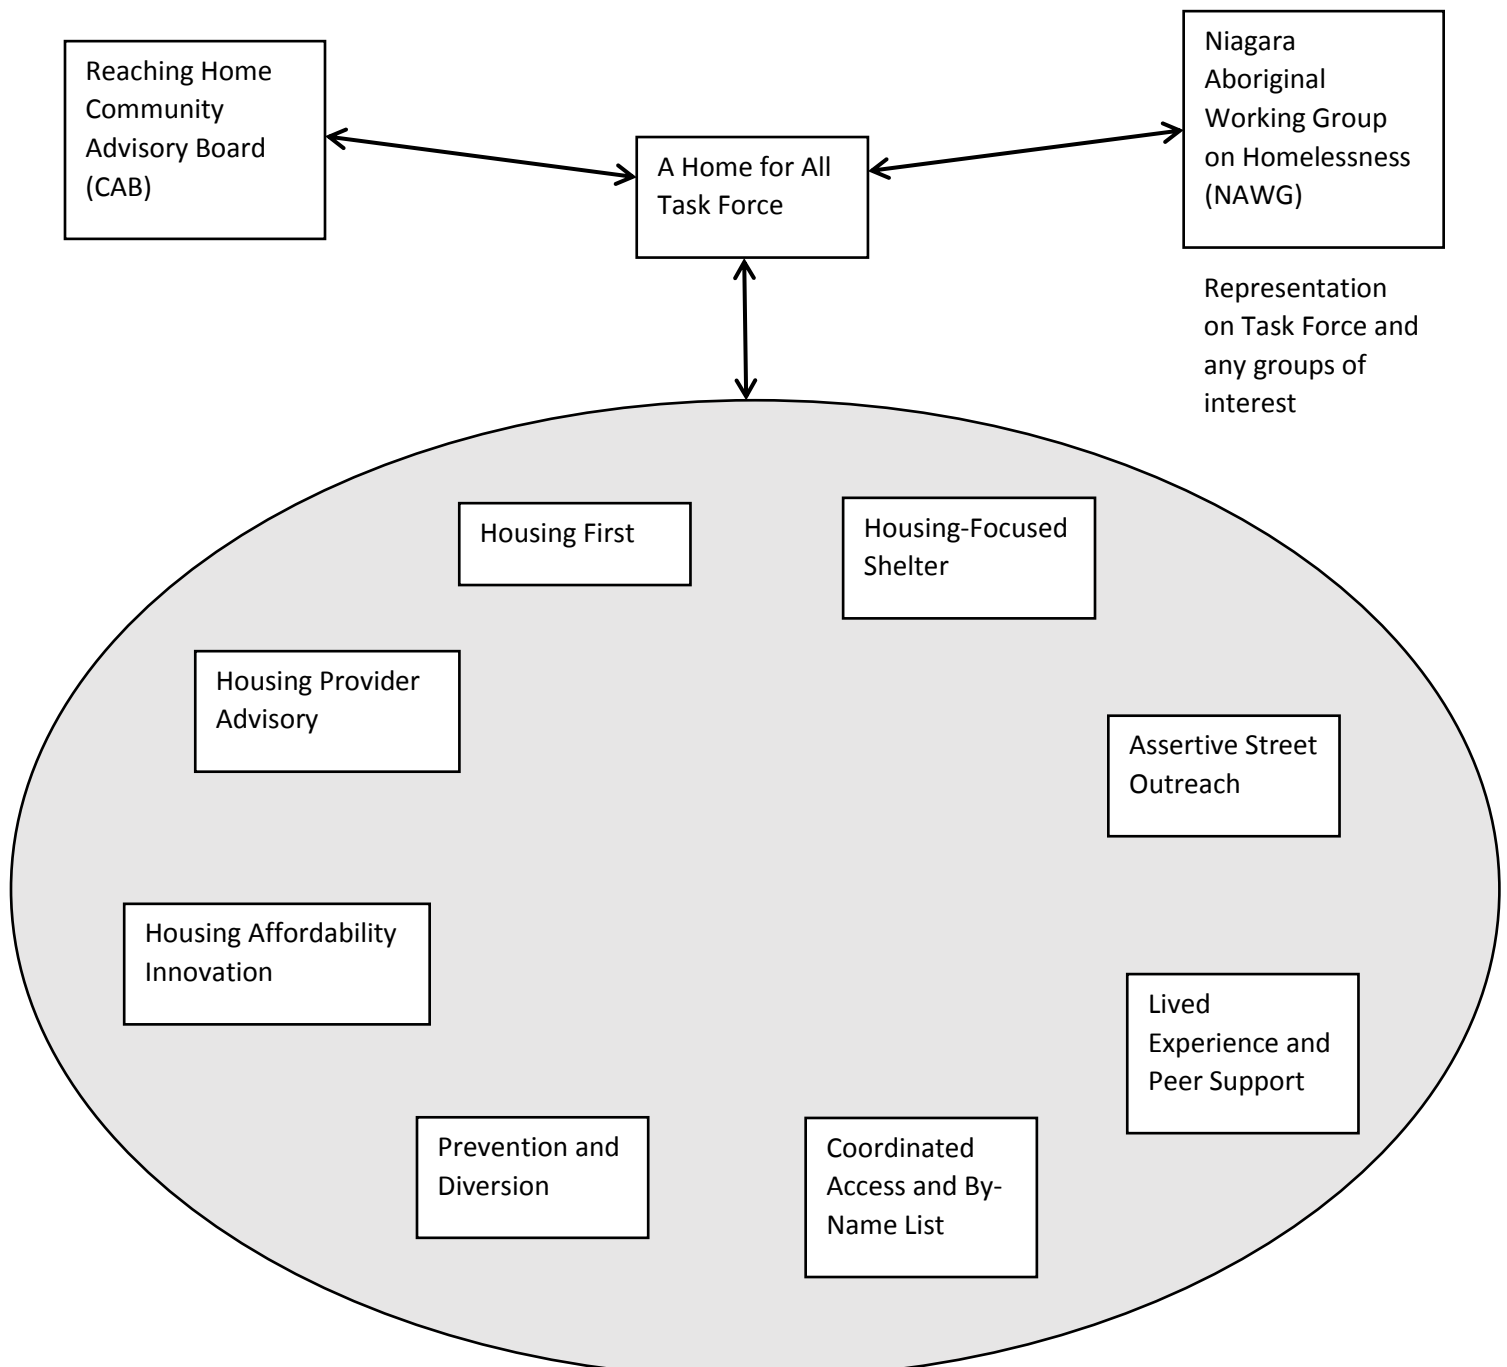 Reaching Home
Community
Advisory Board
(CAB)
A Home for All
Task Force
Niagara
Aboriginal
Working Group
on Homelessness
(NAWG)
Representation
on Task Force and
any groups of
interest
Housing First
Housing-Focused
Shelter
Housing Provider
Advisory
Assertive Street
Outreach
Housing Affordability
Innovation
Lived
Experience and
Peer Support
Prevention and
Diversion
Coordinated
Access and By-
Name List